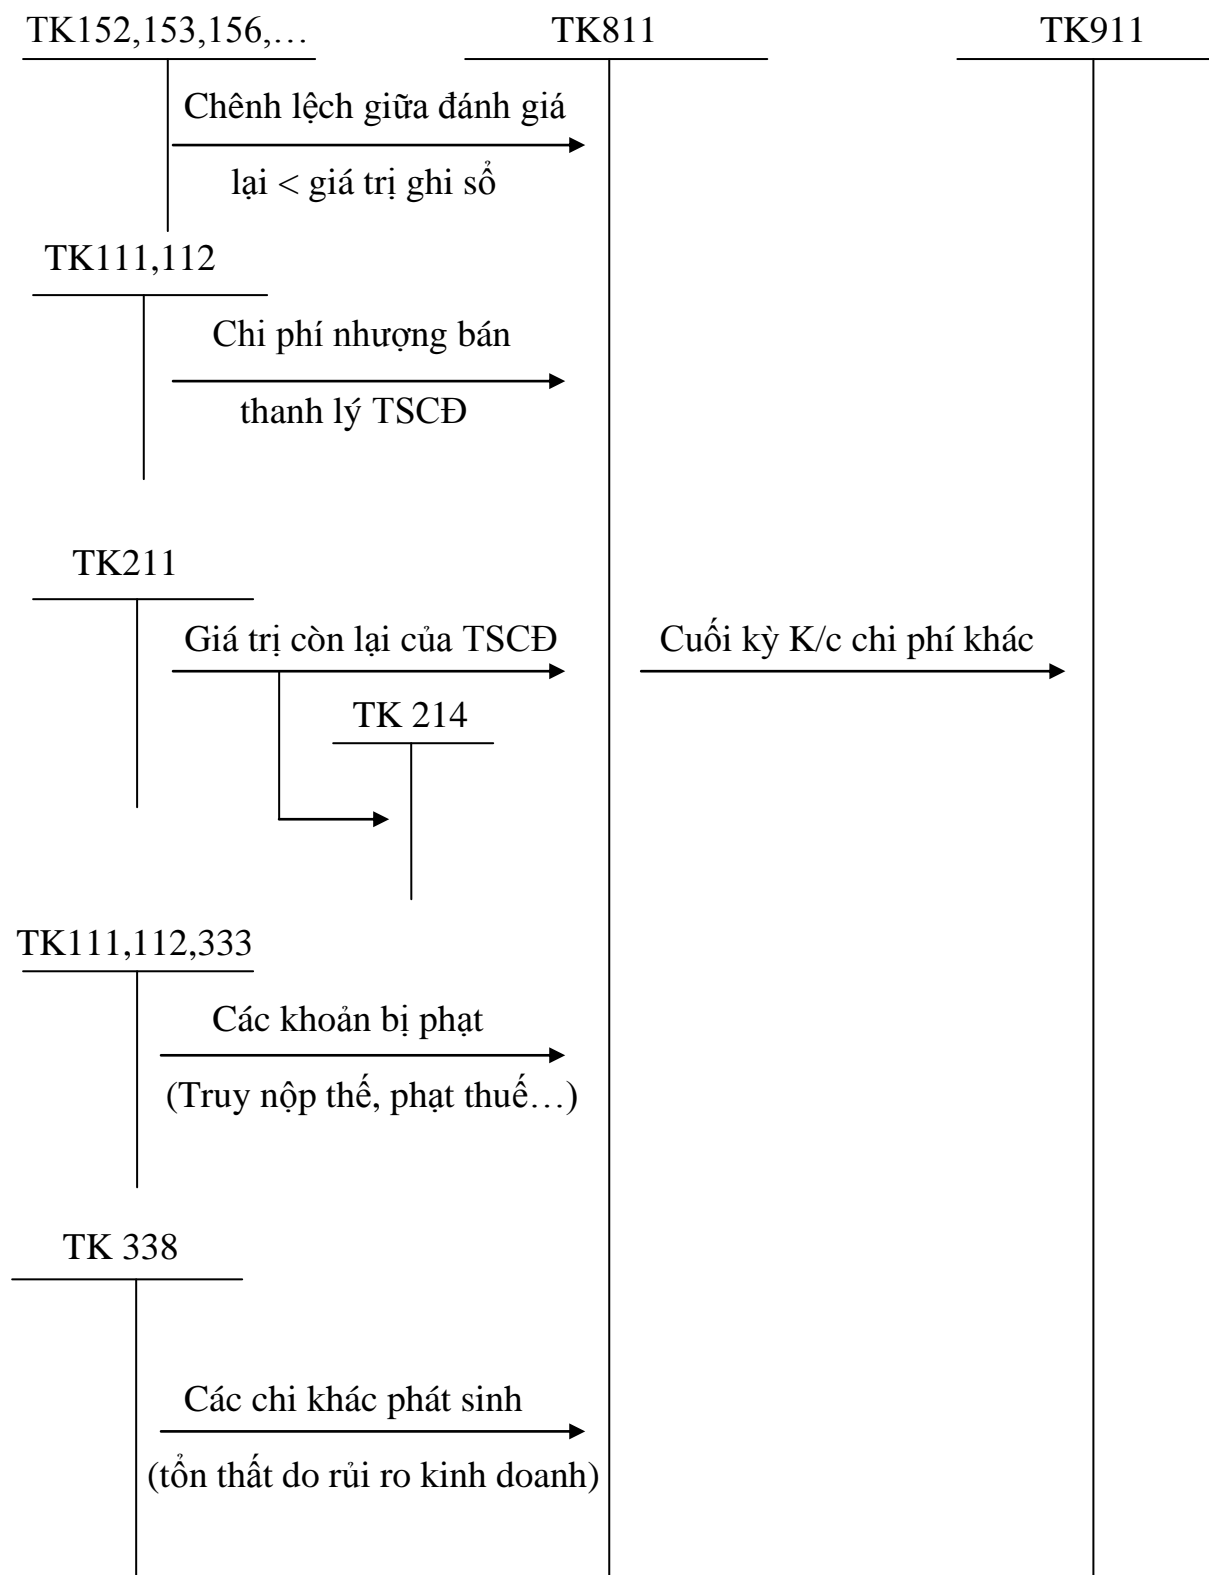 TK152,153,156,…
TK811
TK911
Chênh lệch giữa đánh giá
lại < giá trị ghi sổ
TK111,112
Chi phí nhượng bán
thanh lý TSCĐ
TK211
Giá trị còn lại của TSCĐ
Cuối kỳ K/c chi phí khác
TK 214
TK111,112,333
Các khoản bị phạt
(Truy nộp thế, phạt thuế…)
TK 338
Các chi khác phát sinh
(tổn thất do rủi ro kinh doanh)